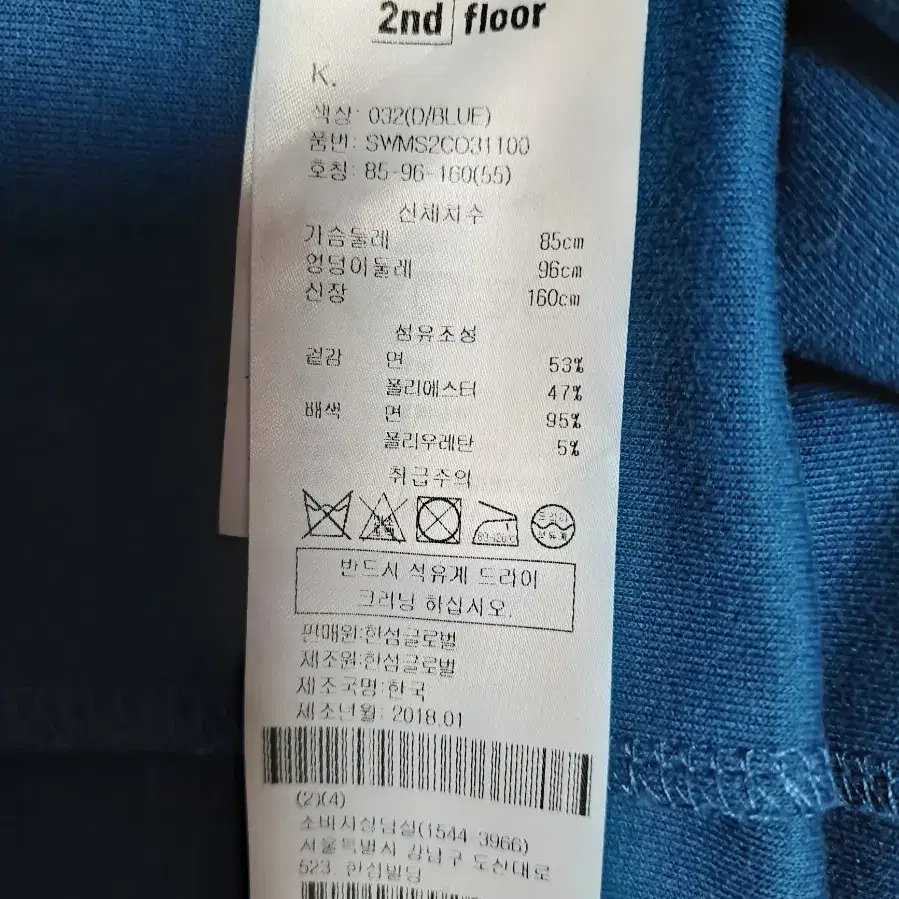 2nd floor
K.
색상: 032(D/BLUE)
품번: SWMS2CO31100
호칭: 85-96-160(55)
신체치수
가슴둘레 85cm
엉덩이둘레 96cm
신장 160cm
섬유조성
겉감 면 53%
폴리에스터 47%
배색 면 95%
폴리우레탄 5%
취급주의
드라이
석유계
반드시 석유계 드라이
크리닝 하십시오.
판매원:한섬글로벌
제조원:한섬글로벌
제조국명:한국
제조년월: 2018.01
(2)(4)
소비자상담실(1544-3966)
서울특별시 강남구 도산대로
523, 한섬빌딩